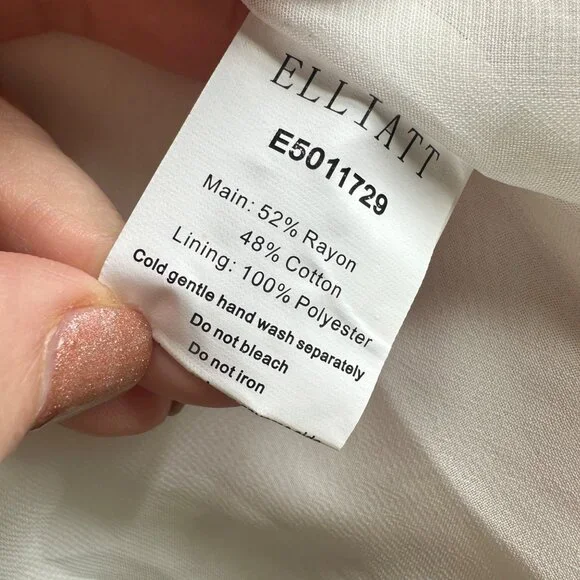 ELLIATT
E5011729
Main: 52% Rayon
48% Cotton
Lining: 100% Polyester
Cold gentle hand wash separately
Do not bleach
Do not iron